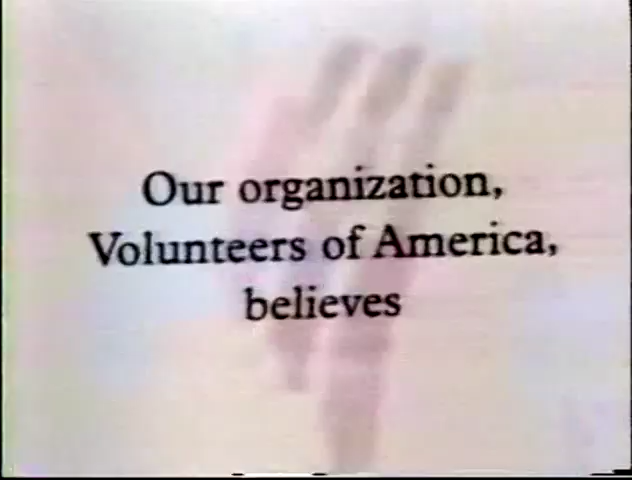 Our organization,
Volunteers of America,
believes